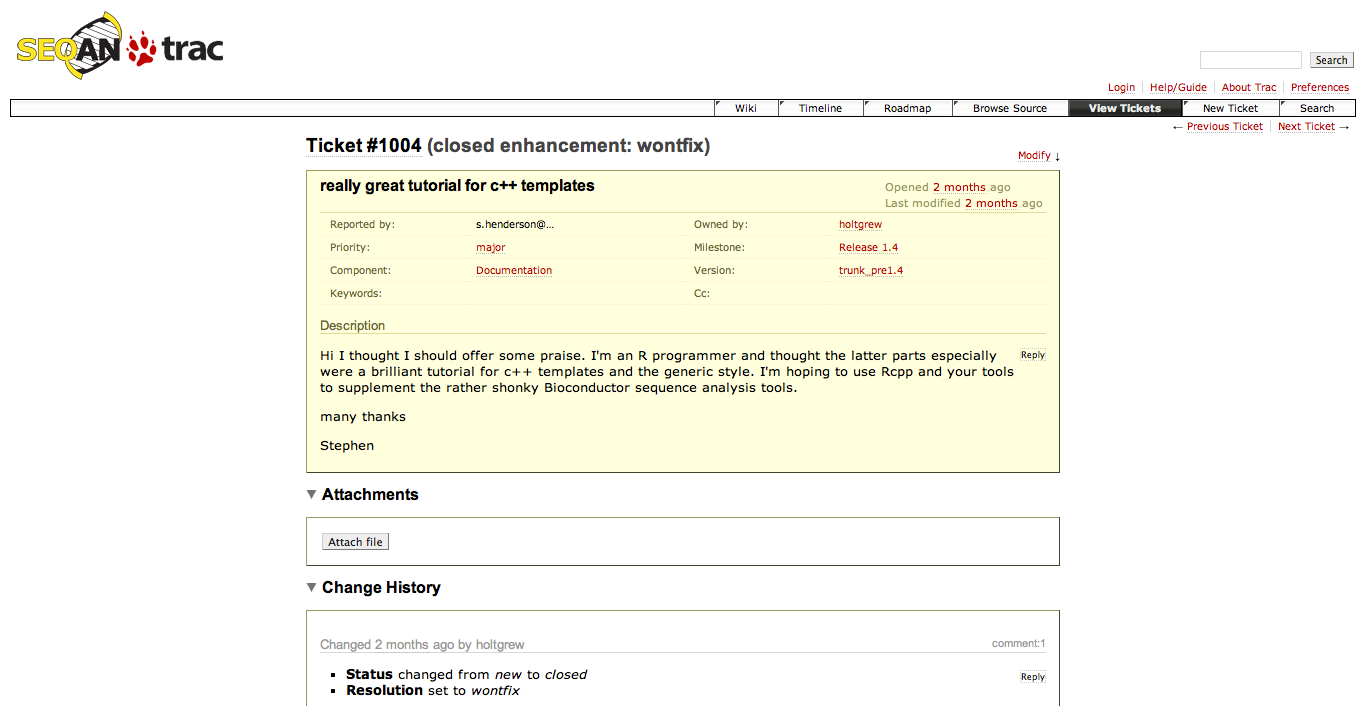 SEQAN trac
Search
Login Help/Guide About Trac Preferences
Wiki Timeline Roadmap Browse Source View Tickets New Ticket Search
← Previous Ticket Next Ticket →
Ticket #1004 (closed enhancement: wontfix)
Modify ↓
really great tutorial for c++ templates
Opened 2 months ago
Last modified 2 months ago
Reported by: s.henderson@... Owned by: holtgrew
Priority: major Milestone: Release 1.4
Component: Documentation Version: trunk_pre1.4
Keywords: Cc:
Description
Hi I thought I should offer some praise. I'm an R programmer and thought the latter parts especially
Reply
were a brilliant tutorial for c++ templates and the generic style. I'm hoping to use Rcpp and your tools
to supplement the rather shonky Bioconductor sequence analysis tools.
many thanks
Stephen
▼ Attachments
Attach file
▼ Change History
Changed 2 months ago by holtgrew comment:1
▪ Status changed from new to closed
Reply
▪ Resolution set to wontfix